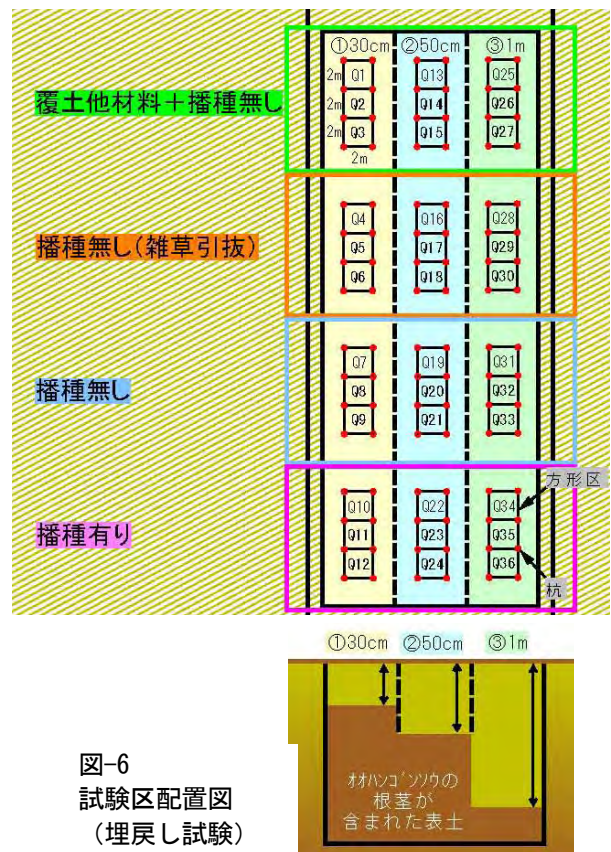 ①30cm ②50cm ③1m
覆土他材料＋播種無し
2m Q1 Q13 Q25
2m Q2 Q14 Q26
2m Q3 Q15 Q27
2m
播種無し(雑草引抜)
Q4 Q16 Q28
Q5 Q17 Q29
Q6 Q18 Q30
播種無し
Q7 Q19 Q31
Q8 Q20 Q32
Q9 Q21 Q33
播種有り
方形区
Q10 Q22 Q34
Q11 Q23 Q35
Q12 Q24 Q36
杭
①30cm ②50cm ③1m
オオハンゴンソウの
根茎が
含まれた表土
図-6
試験区配置図
（埋戻し試験）